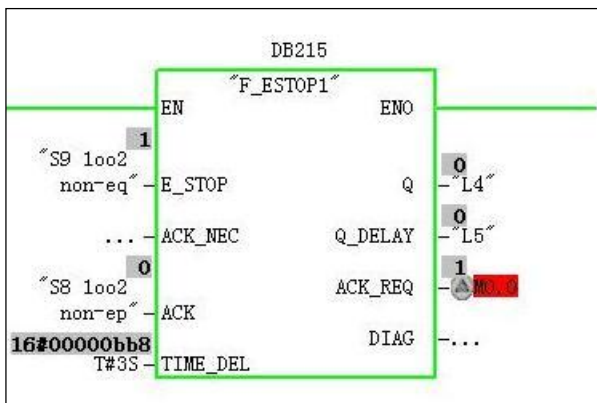 DB215
"F_ESTOP1"
EN ENO
1
"S9 1oo2
non-eq" E_STOP Q 0 "L4"
... ACK_NEC Q_DELAY 0 "L5"
0
"S8 1oo2
non-ep" ACK ACK_REQ 1 M0.0
16#00000bb8 DIAG ...
T#3S TIME_DEL